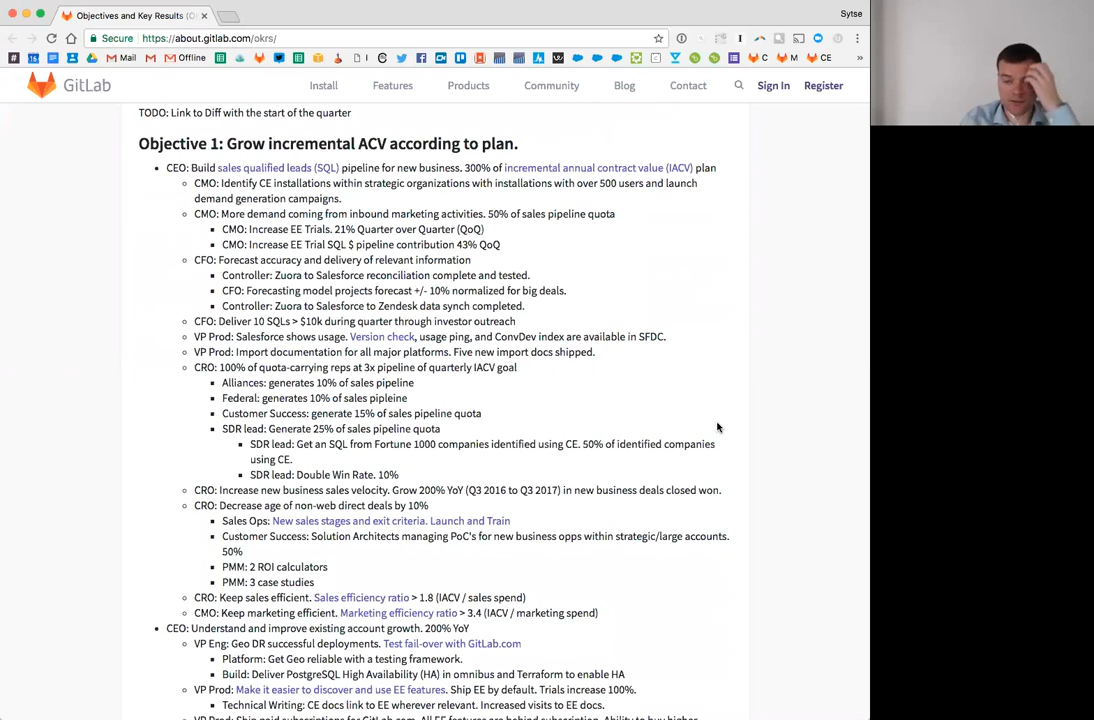 Objectives and Key Results (O
Sytse
Secure
https://about.gitlab.com/okrs/
Mail
Offline
I
C
M
CE
GitLab
Install
Features
Products
Community
Blog
Contact
Sign In
Register
TODO: Link to Diff with the start of the quarter
Objective 1: Grow incremental ACV according to plan.
CEO: Build sales qualified leads (SQL) pipeline for new business. 300% of incremental annual contract value (IACV) plan
CMO: Identify CE installations within strategic organizations with installations with over 500 users and launch
demand generation campaigns.
CMO: More demand coming from inbound marketing activities. 50% of sales pipeline quota
CMO: Increase EE Trials. 21% Quarter over Quarter (QoQ)
CMO: Increase EE Trial SQL $ pipeline contribution 43% QoQ
CFO: Forecast accuracy and delivery of relevant information
Controller: Zuora to Salesforce reconciliation complete and tested.
CFO: Forecasting model projects forecast +/- 10% normalized for big deals.
Controller: Zuora to Salesforce to Zendesk data synch completed.
CFO: Deliver 10 SQLs > $10k during quarter through investor outreach
VP Prod: Salesforce shows usage. Version check, usage ping, and ConvDev index are available in SFDC.
VP Prod: Import documentation for all major platforms. Five new import docs shipped.
CRO: 100% of quota-carrying reps at 3x pipeline of quarterly IACV goal
Alliances: generates 10% of sales pipeline
Federal: generates 10% of sales pipleine
Customer Success: generate 15% of sales pipeline quota
SDR lead: Generate 25% of sales pipeline quota
SDR lead: Get an SQL from Fortune 1000 companies identified using CE. 50% of identified companies
using CE.
SDR lead: Double Win Rate. 10%
CRO: Increase new business sales velocity. Grow 200% YoY (Q3 2016 to Q3 2017) in new business deals closed won.
CRO: Decrease age of non-web direct deals by 10%
Sales Ops: New sales stages and exit criteria. Launch and Train
Customer Success: Solution Architects managing PoC's for new business opps within strategic/large accounts.
50%
PMM: 2 ROI calculators
PMM: 3 case studies
CRO: Keep sales efficient. Sales efficiency ratio > 1.8 (IACV / sales spend)
CMO: Keep marketing efficient. Marketing efficiency ratio > 3.4 (IACV / marketing spend)
CEO: Understand and improve existing account growth. 200% YoY
VP Eng: Geo DR successful deployments. Test fail-over with GitLab.com
Platform: Get Geo reliable with a testing framework.
Build: Deliver PostgreSQL High Availability (HA) in omnibus and Terraform to enable HA
VP Prod: Make it easier to discover and use EE features. Ship EE by default. Trials increase 100%.
Technical Writing: CE docs link to EE wherever relevant. Increased visits to EE docs.
VP Prod: Ship paid subscriptions for GitLab.com. All EE features are behind subscription. Ability to buy higher